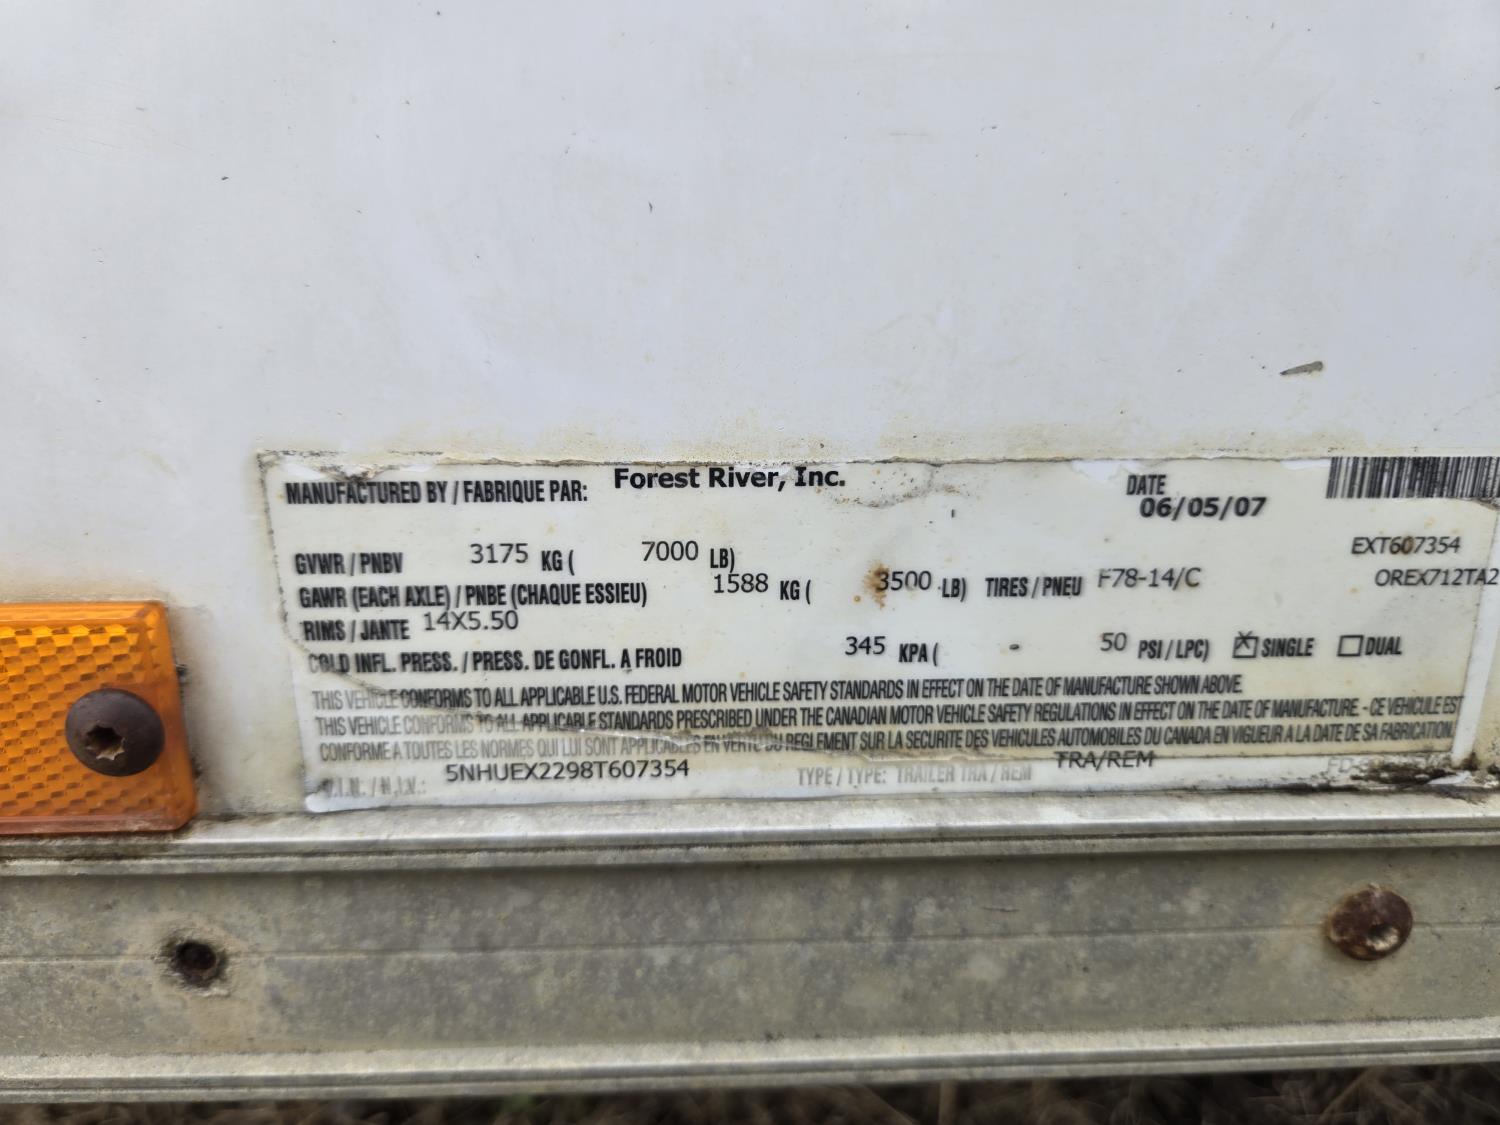 MANUFACTURED BY / FABRIQUE PAR: Forest River, Inc. DATE 06/05/07
GVWR / PNBV 3175 KG ( 7000 LB) EXT607354
GAWR (EACH AXLE) / PNBE (CHAQUE ESSIEU) 1588 KG ( 3500 LB) TIRES / PNEU F78-14/C OREX712TA2
RIMS / JANTE 14X5.50
COLD INFL. PRESS. / PRESS. DE GONFL. A FROID 345 KPA ( - 50 PSI / LPC) ☒ SINGLE ☐ DUAL
THIS VEHICLE CONFORMS TO ALL APPLICABLE U.S. FEDERAL MOTOR VEHICLE SAFETY STANDARDS IN EFFECT ON THE DATE OF MANUFACTURE SHOWN ABOVE.
THIS VEHICLE CONFORMS TO ALL APPLICABLE STANDARDS PRESCRIBED UNDER THE CANADIAN MOTOR VEHICLE SAFETY REGULATIONS IN EFFECT ON THE DATE OF MANUFACTURE. - CE VEHICULE EST
CONFORME A TOUTES LES NORMES QUI LUI SONT APPLICABLES EN VERTU DU REGLEMENT SUR LA SECURITE DES VEHICULES AUTOMOBILES DU CANADA EN VIGUEUR A LA DATE DE SA FABRICATION.
V.I.N. / N.I.V.: 5NHUEX2298T607354 TYPE / TYPE: TRAILER TRA / REM TRA/REM